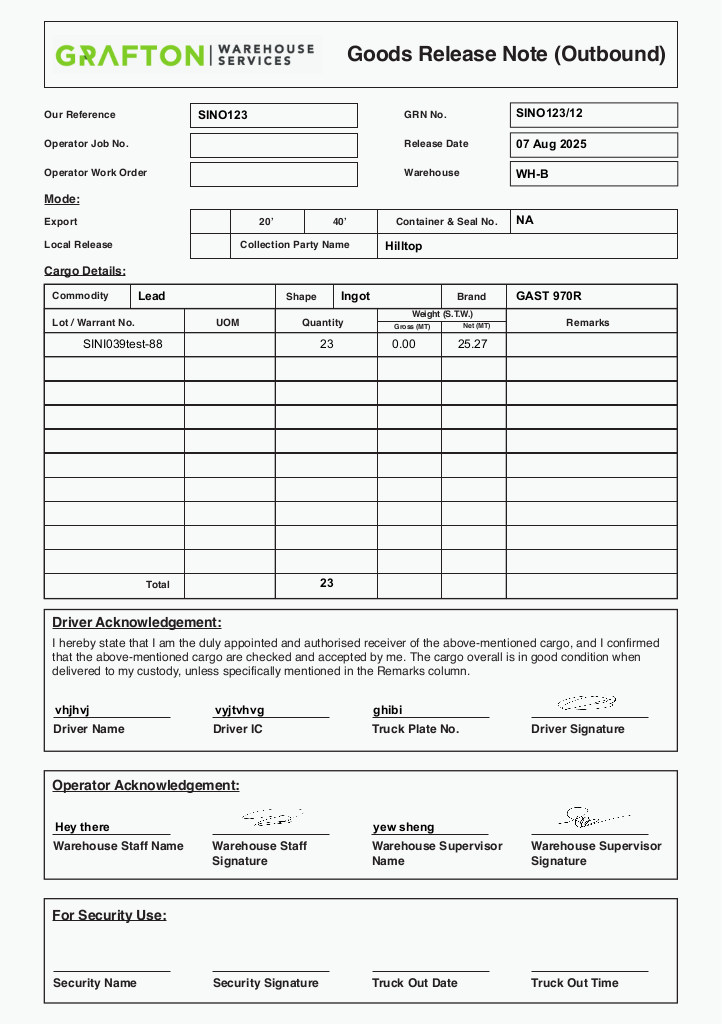 GRAFTON | WAREHOUSE SERVICES
Goods Release Note (Outbound)
Our Reference SINO123 GRN No. SINO123/12
Operator Job No. Release Date 07 Aug 2025
Operator Work Order Warehouse WH-B
Mode:
Export 20' 40' Container & Seal No. NA
Local Release Collection Party Name Hilltop
Cargo Details:
Commodity Lead Shape Ingot Brand GAST 970R
Lot / Warrant No. UOM Quantity Weight (S.T.W.) Remarks
Gross (MT) Net (MT)
SINI039test-88 23 0.00 25.27
Total 23
Driver Acknowledgement:
I hereby state that I am the duly appointed and authorised receiver of the above-mentioned cargo, and I confirmed
that the above-mentioned cargo are checked and accepted by me. The cargo overall is in good condition when
delivered to my custody, unless specifically mentioned in the Remarks column.
vhjhvj vyjtvhvg ghibi
Driver Name Driver IC Truck Plate No. Driver Signature
Operator Acknowledgement:
Hey there yew sheng
Warehouse Staff Name Warehouse Staff Signature Warehouse Supervisor Name Warehouse Supervisor Signature
For Security Use:
Security Name Security Signature Truck Out Date Truck Out Time